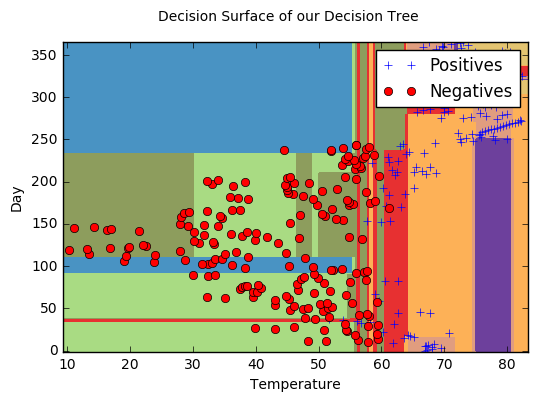 Decision Surface of our Decision Tree
350
300
250
200
150
100
50
0
Day
Positives
Negatives
10 20 30 40 50 60 70 80
Temperature